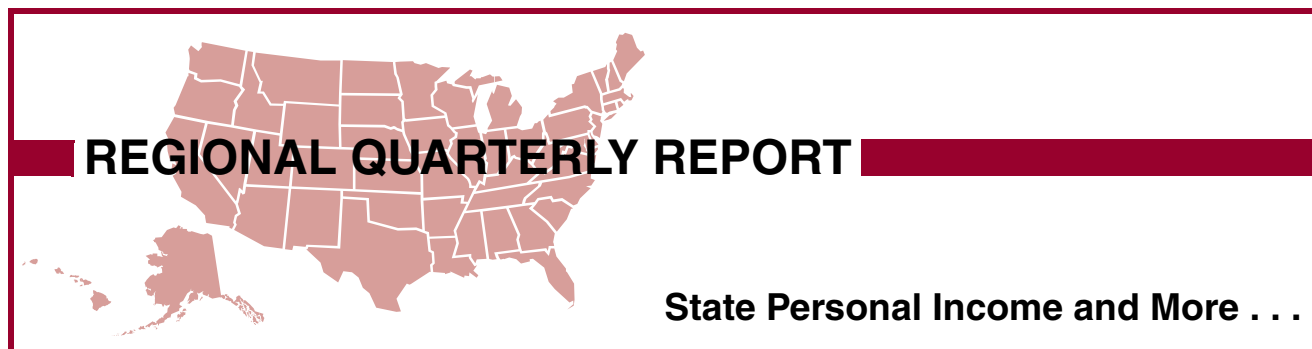 REGIONAL QUARTERLY REPORT
State Personal Income and More . . .